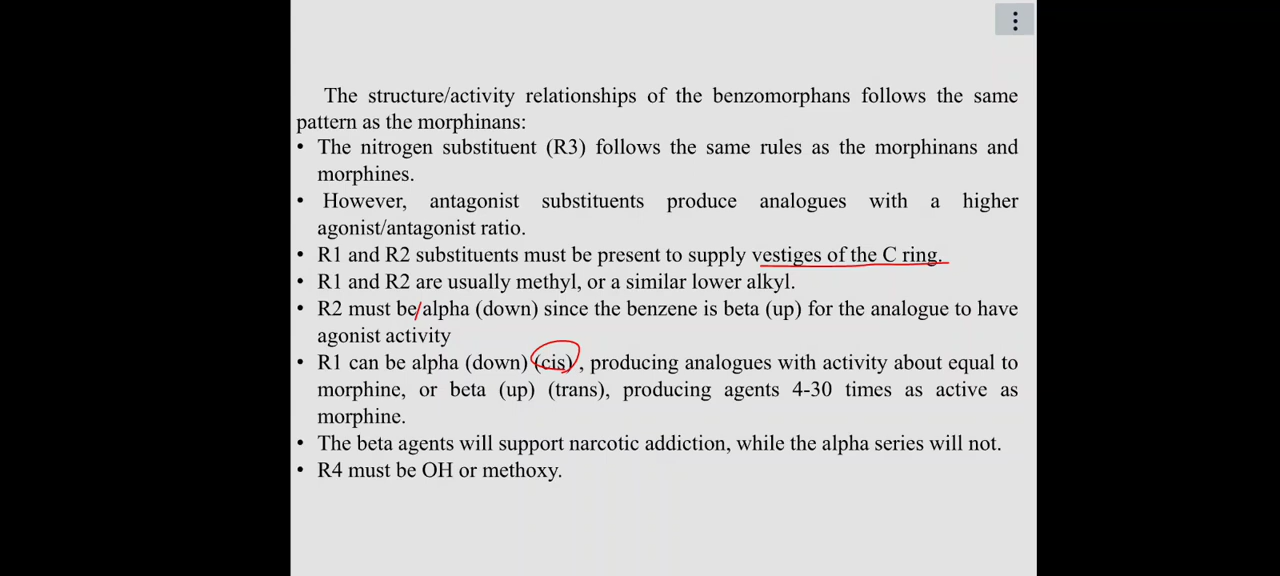 The structure/activity relationships of the benzomorphans follows the same
pattern as the morphinans:
• The nitrogen substituent (R3) follows the same rules as the morphinans and
morphines.
• However, antagonist substituents produce analogues with a higher
agonist/antagonist ratio.
• R1 and R2 substituents must be present to supply vestiges of the C ring.
• R1 and R2 are usually methyl, or a similar lower alkyl.
• R2 must be alpha (down) since the benzene is beta (up) for the analogue to have
agonist activity
• R1 can be alpha (down) (cis) , producing analogues with activity about equal to
morphine, or beta (up) (trans), producing agents 4-30 times as active as
morphine.
• The beta agents will support narcotic addiction, while the alpha series will not.
• R4 must be OH or methoxy.